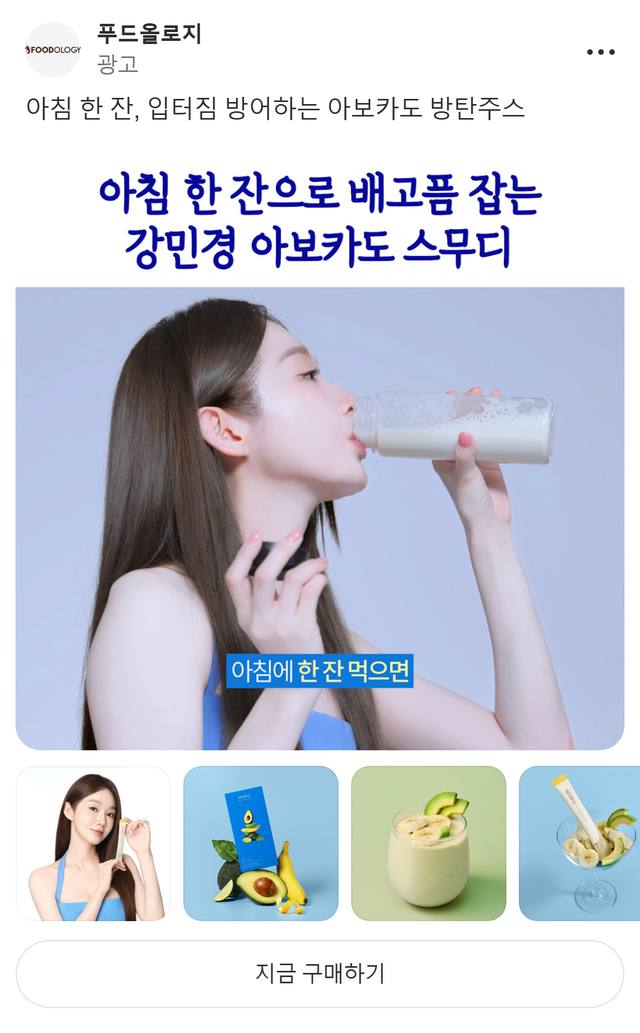 FOODOLOGY
푸드올로지
광고
아침 한 잔, 입터짐 방어하는 아보카도 방탄주스
아침 한 잔으로 배고픔 잡는
강민경 아보카도 스무디
아침에 한 잔 먹으면
지금 구매하기